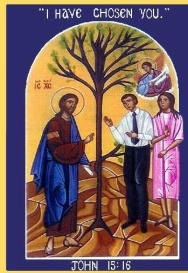 "I HAVE CHOSEN YOU."
IC XC
JOHN 15:16